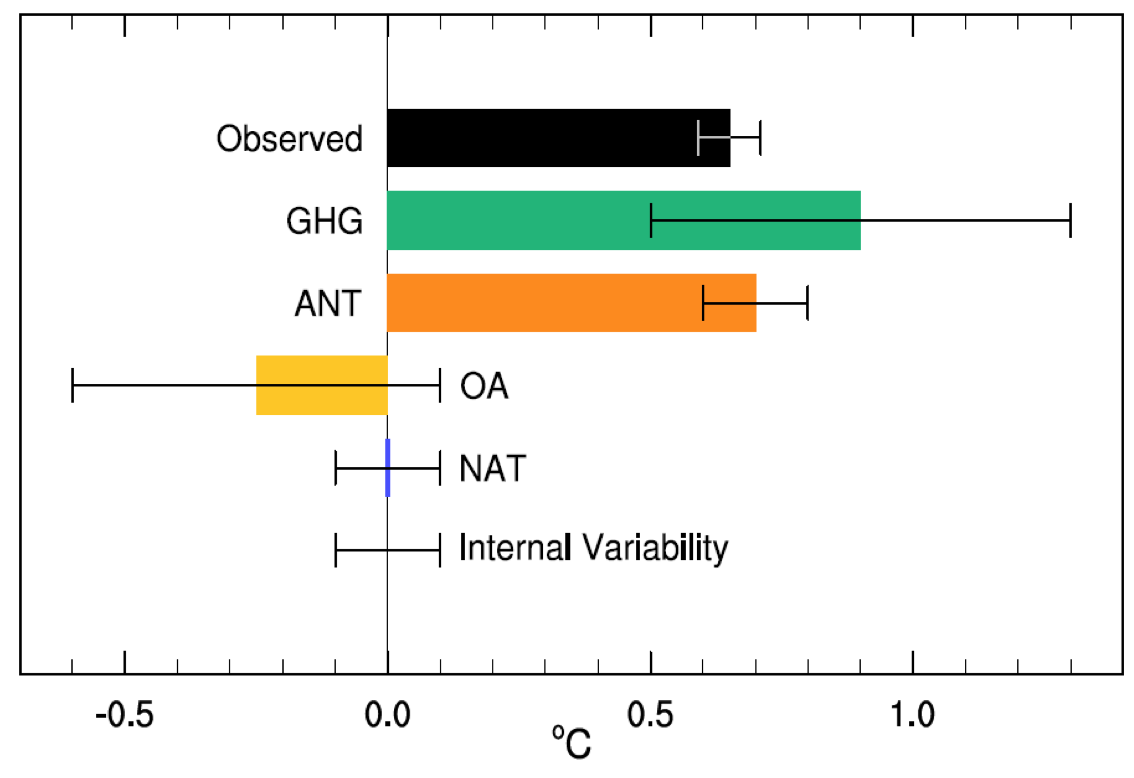 Observed
GHG
ANT
OA
NAT
Internal Variability
-0.5 0.0 0.5 1.0
°C